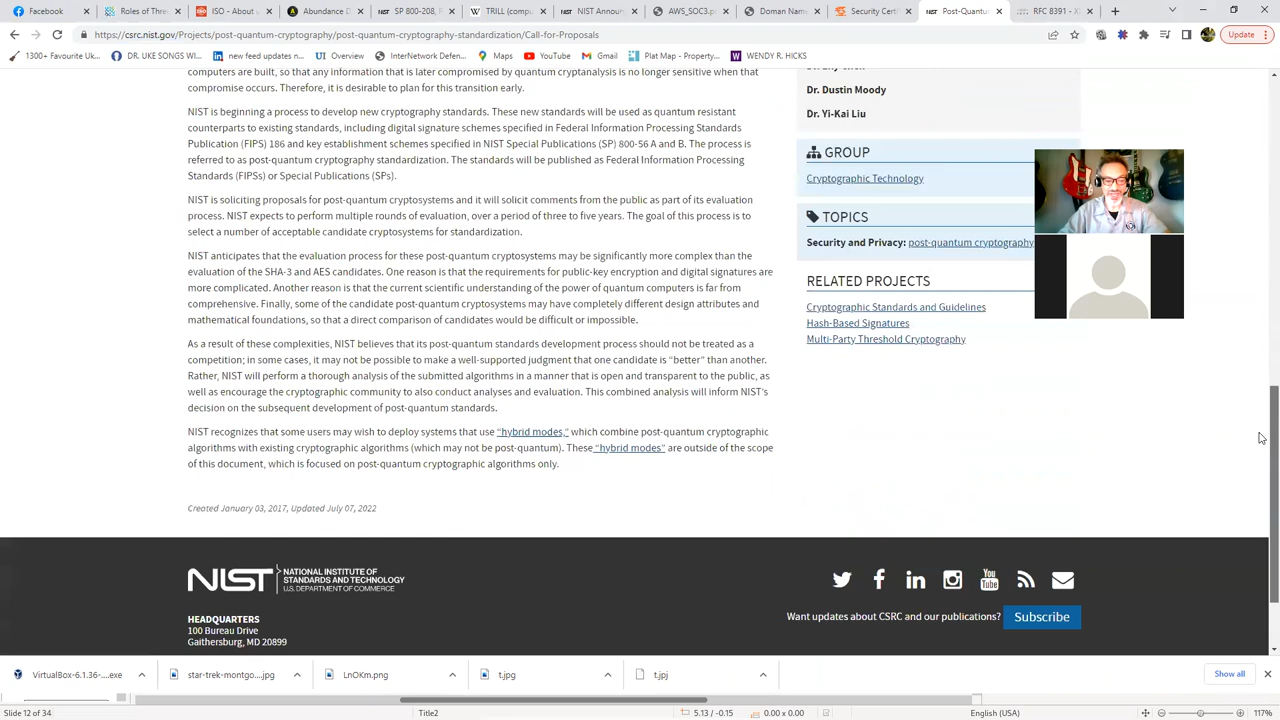 Facebook
Roles of Thre
ISO - About
Abundance D
SP 800-208, F
TRILL (comp
NIST Announ
AWS_SOC3.p
Doman Nam
Security Cert
Post-Quantu
RFC 8391 - X
https://csrc.nist.gov/Projects/post-quantum-cryptography/post-quantum-cryptography-standardization/Call-for-Proposals
Update
1300+ Favourite Uk...
DR. UKE SONGS WI...
new feed updates n...
Overview
InterNetwork Defen...
Maps
YouTube
Plat Map - Property...
WENDY R. HICKS
computers are built, so that any information that is later compromised by quantum cryptanalysis is no longer sensitive when that
compromise occurs. Therefore, it is desirable to plan for this transition early.
NIST is beginning a process to develop new cryptography standards. These new standards will be used as quantum resistant
counterparts to existing standards, including digital signature schemes specified in Federal Information Processing Standards
Publication (FIPS) 186 and key establishment schemes specified in NIST Special Publications (SP) 800-56 A and B. The process is
referred to as post-quantum cryptography standardization. The standards will be published as Federal Information Processing
Standards (FIPSs) or Special Publications (SPs).
NIST is soliciting proposals for post-quantum cryptosystems and it will solicit comments from the public as part of its evaluation
process. NIST expects to perform multiple rounds of evaluation, over a period of three to five years. The goal of this process is to
select a number of acceptable candidate cryptosystems for standardization.
NIST anticipates that the evaluation process for these post-quantum cryptosystems may be significantly more complex than the
evaluation of the SHA-3 and AES candidates. One reason is that the requirements for public-key encryption and digital signatures are
more complicated. Another reason is that the current scientific understanding of the power of quantum computers is far from
comprehensive. Finally, some of the candidate post-quantum cryptosystems may have completely different design attributes and
mathematical foundations, so that a direct comparison of candidates would be difficult or impossible.
As a result of these complexities, NIST believes that its post-quantum standards development process should not be treated as a
competition; in some cases, it may not be possible to make a well-supported judgment that one candidate is “better” than another.
Rather, NIST will perform a thorough analysis of the submitted algorithms in a manner that is open and transparent to the public, as
well as encourage the cryptographic community to also conduct analyses and evaluation. This combined analysis will inform NIST's
decision on the subsequent development of post-quantum standards.
NIST recognizes that some users may wish to deploy systems that use “hybrid modes,” which combine post-quantum cryptographic
algorithms with existing cryptographic algorithms (which may not be post-quantum). These “hybrid modes” are outside of the scope
of this document, which is focused on post-quantum cryptographic algorithms only.
Created January 03, 2017, Updated July 07, 2022
Dr. Dustin Moody
Dr. Yi-Kai Liu
GROUP
Cryptographic Technology
TOPICS
Security and Privacy: post-quantum cryptography
RELATED PROJECTS
Cryptographic Standards and Guidelines
Hash-Based Signatures
Multi-Party Threshold Cryptography
NIST
NATIONAL INSTITUTE OF
STANDARDS AND TECHNOLOGY
U.S. DEPARTMENT OF COMMERCE
HEADQUARTERS
100 Bureau Drive
Gaithersburg, MD 20899
You
Tube
Want updates about CSRC and our publications?
Subscribe
VirtualBox-6.1.36-....exe
star-trek-montgo....jpg
LnOKm.png
t.jpg
t.jpj
Show all
Slide 12 of 34
Title2
5.13 / -0.15
0.00 x 0.00
English (USA)
117%